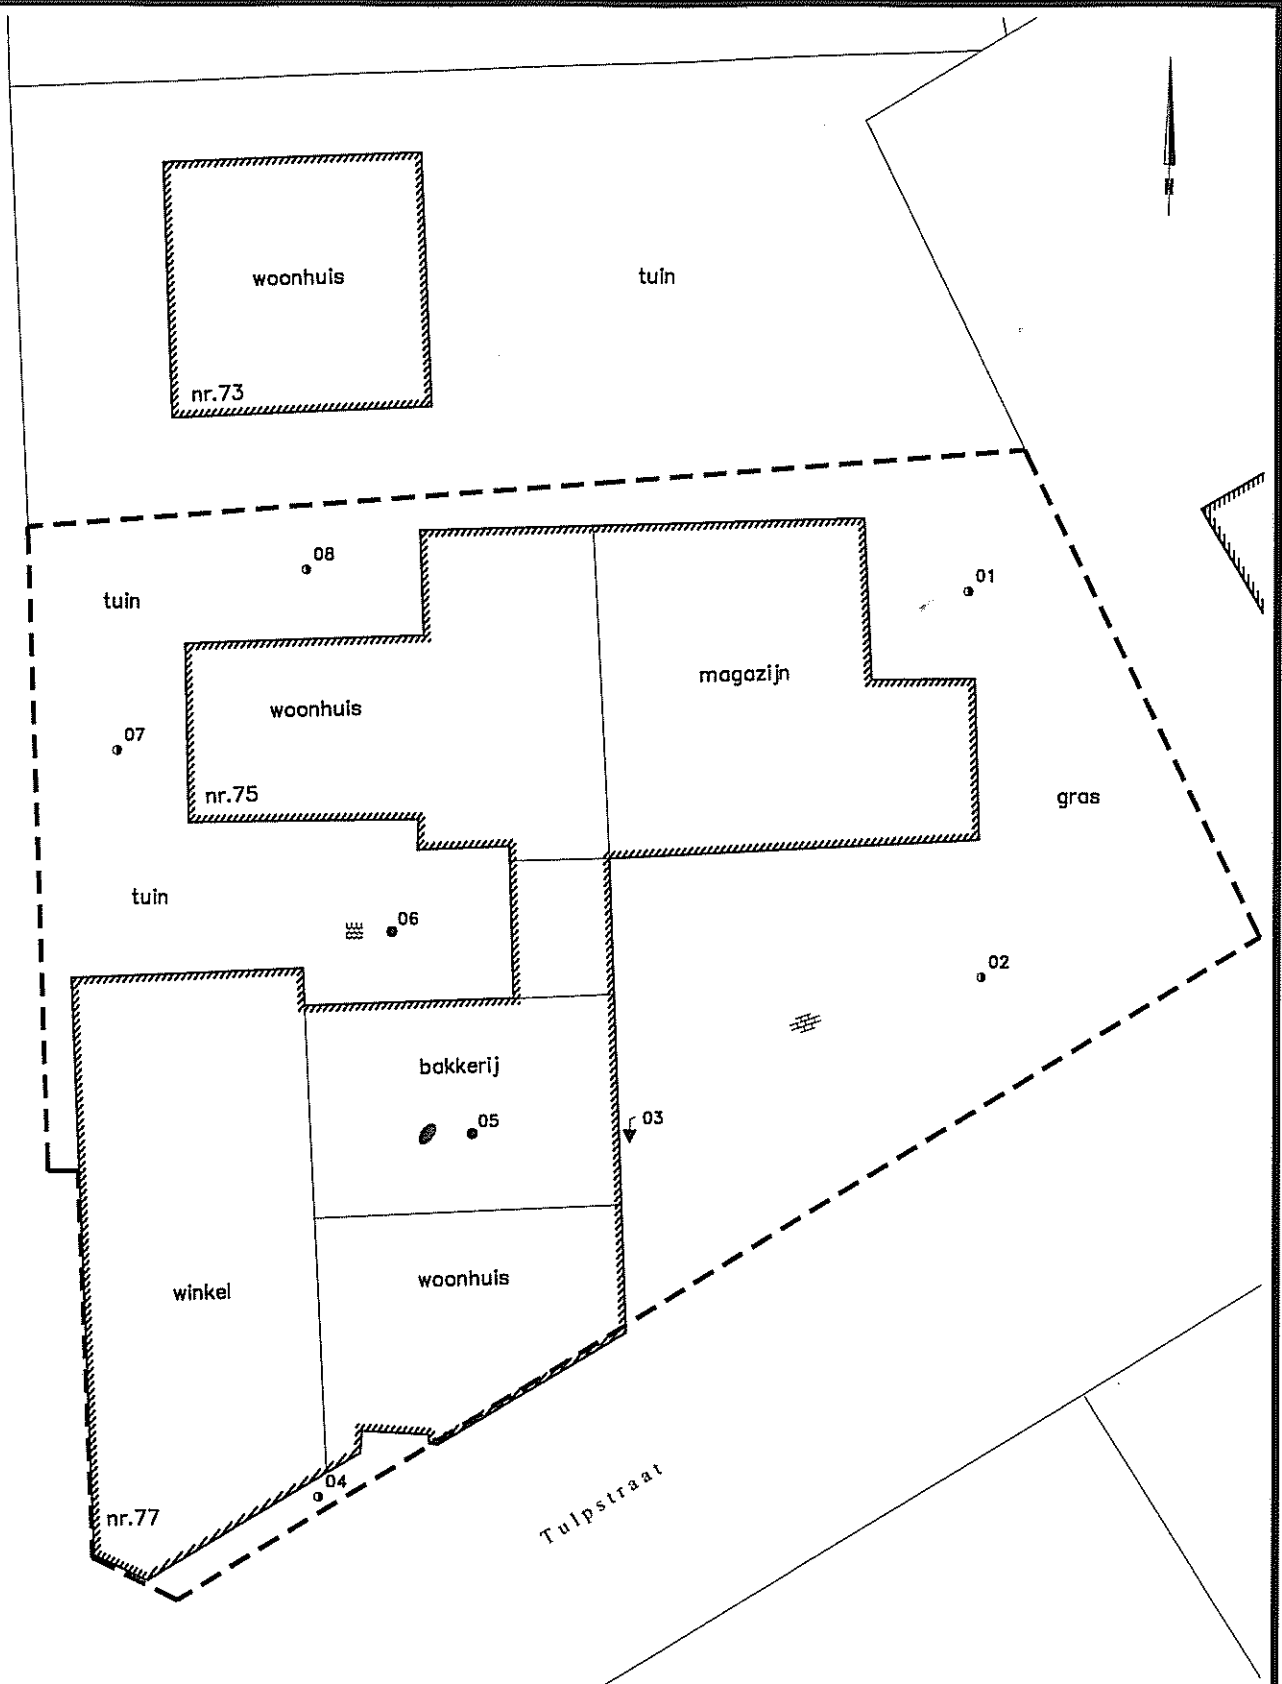 woonhuis
tuin
nr.73
08
01
tuin
magazijn
woonhuis
07
nr.75
gras
tuin
06
02
bakkerij
05
03
woonhuis
winkel
04
nr.77
Tulpstraat